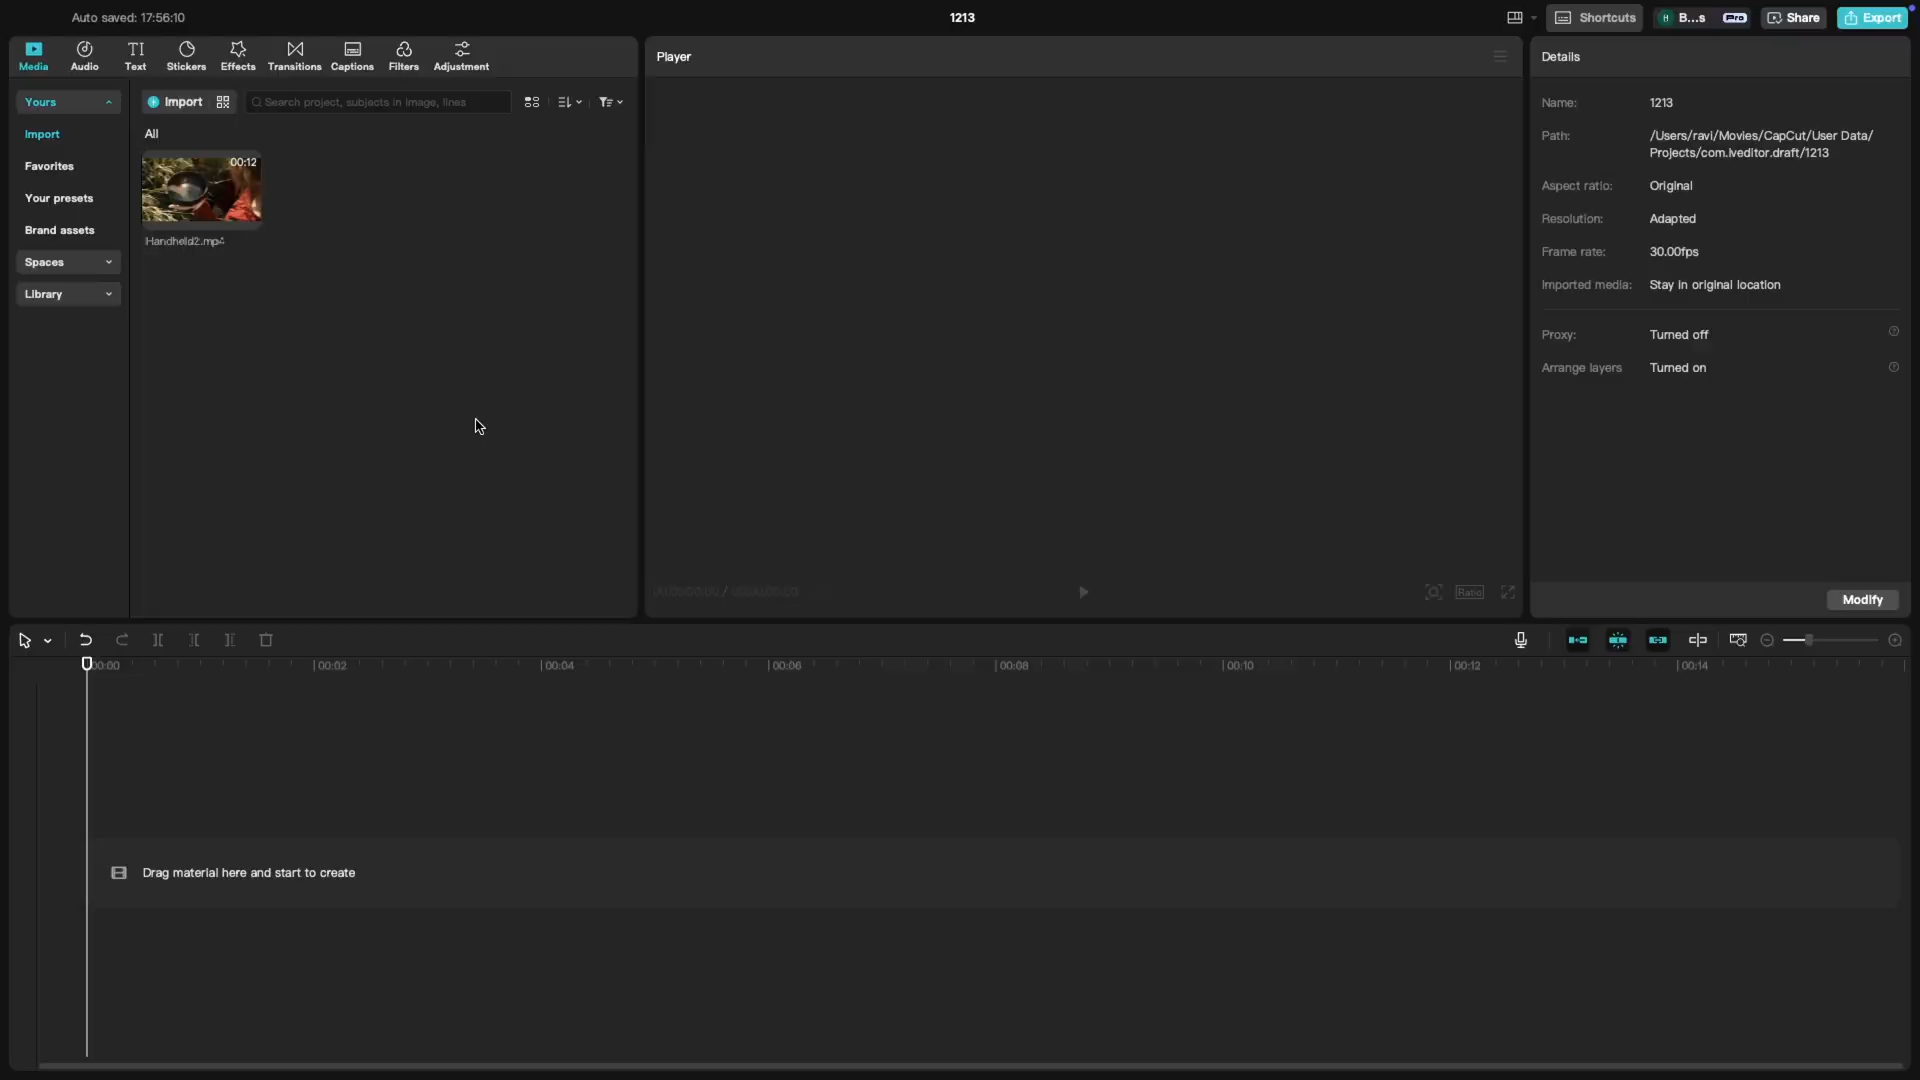 Auto saved: 17:56:10
1213
Shortcuts
B...s
Pro
Share
Export
Media
Audio
TI
Text
Stickers
Effects
Transitions
Captions
Filters
Adjustment
Yours
Import
Favorites
Your presets
Brand assets
Spaces
Library
Import
Search project, subjects in image, lines
All
00:12
Handheld2.mp4
Player
Ratio
Details
Name: 1213
Path: /Users/ravi/Movies/CapCut/User Data/
Projects/com.lveditor.draft/1213
Aspect ratio: Original
Resolution: Adapted
Frame rate: 30.00fps
Imported media: Stay in original location
Proxy: Turned off
Arrange layers Turned on
Modify
00:00 00:02 00:04 00:06 00:08 00:10 00:12 00:14
Drag material here and start to create